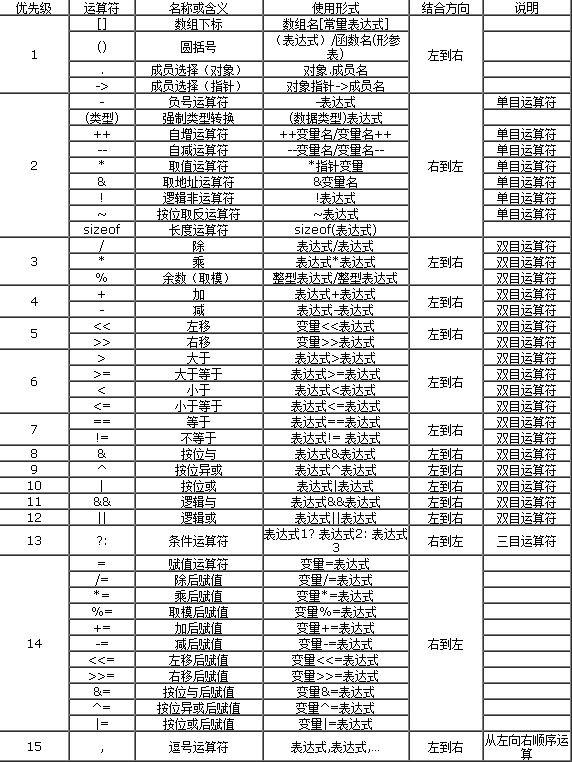 优先级 运算符 名称或含义 使用形式 结合方向 说明
1 [] 数组下标 数组名[常量表达式] 左到右
() 圆括号 （表达式）/函数名(形参表)
. 成员选择（对象） 对象.成员名
-> 成员选择（指针） 对象指针->成员名
2 - 负号运算符 -表达式 右到左 单目运算符
(类型) 强制类型转换 (数据类型)表达式
++ 自增运算符 ++变量名/变量名++ 单目运算符
-- 自减运算符 --变量名/变量名-- 单目运算符
* 取值运算符 *指针变量 单目运算符
& 取地址运算符 &变量名 单目运算符
! 逻辑非运算符 !表达式 单目运算符
~ 按位取反运算符 ~表达式 单目运算符
sizeof 长度运算符 sizeof(表达式)
3 / 除 表达式/表达式 左到右 双目运算符
* 乘 表达式*表达式 双目运算符
% 余数（取模） 整型表达式/整型表达式 双目运算符
4 + 加 表达式+表达式 左到右 双目运算符
- 减 表达式-表达式 双目运算符
5 << 左移 变量<<表达式 左到右 双目运算符
>> 右移 变量>>表达式 双目运算符
6 > 大于 表达式>表达式 左到右 双目运算符
>= 大于等于 表达式>=表达式 双目运算符
< 小于 表达式<表达式 双目运算符
<= 小于等于 表达式<=表达式 双目运算符
7 == 等于 表达式==表达式 左到右 双目运算符
!= 不等于 表达式!= 表达式 双目运算符
8 & 按位与 表达式&表达式 左到右 双目运算符
9 ^ 按位异或 表达式^表达式 左到右 双目运算符
10 | 按位或 表达式|表达式 左到右 双目运算符
11 && 逻辑与 表达式&&表达式 左到右 双目运算符
12 || 逻辑或 表达式||表达式 左到右 双目运算符
13 ?: 条件运算符 表达式1? 表达式2: 表达式3 右到左 三目运算符
14 = 赋值运算符 变量=表达式 右到左
/= 除后赋值 变量/=表达式
*= 乘后赋值 变量*=表达式
%= 取模后赋值 变量%=表达式
+= 加后赋值 变量+=表达式
-= 减后赋值 变量-=表达式
<<= 左移后赋值 变量<<=表达式
>>= 右移后赋值 变量>>=表达式
&= 按位与后赋值 变量&=表达式
^= 按位异或后赋值 变量^=表达式
|= 按位或后赋值 变量|=表达式
15 , 逗号运算符 表达式,表达式,... 左到右 从左向右顺序运算